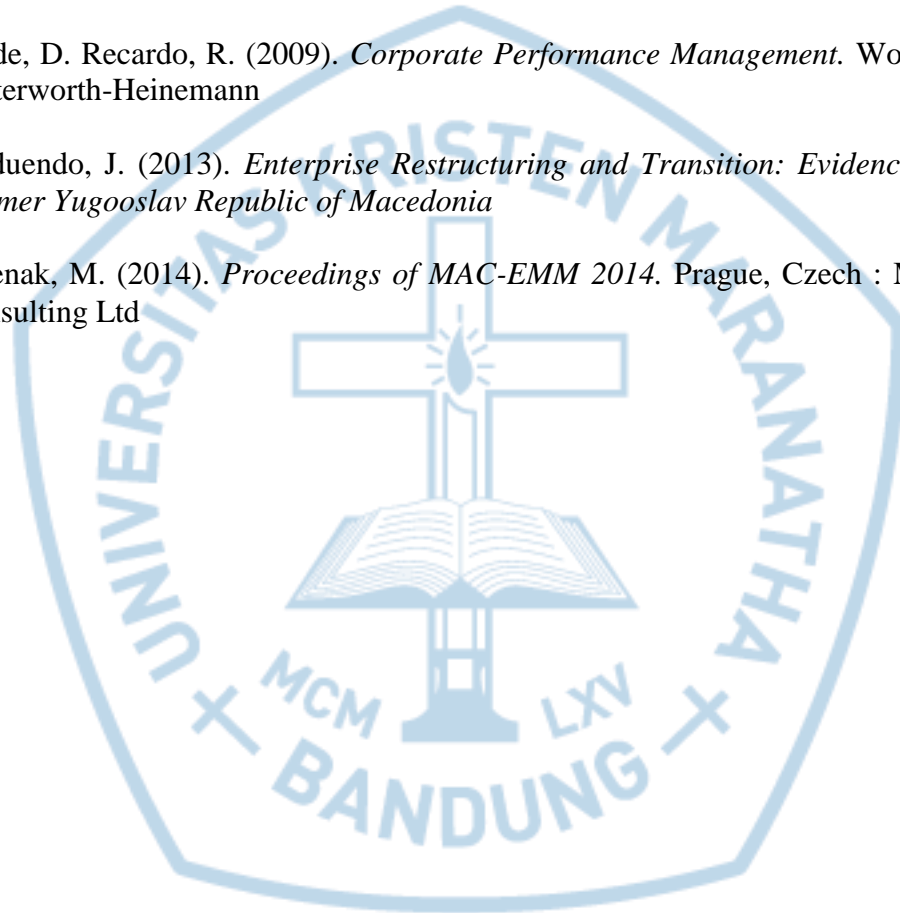 de, D. Recardo, R. (2009). Corporate Performance Management. Wo
terworth-Heinemann
duendo, J. (2013). Enterprise Restructuring and Transition: Evidenc
mer Yugooslav Republic of Macedonia
enak, M. (2014). Proceedings of MAC-EMM 2014. Prague, Czech : M
sulting Ltd
UNIVERSITAS KRISTEN MARANATHA
MCM LXV
BANDUNG